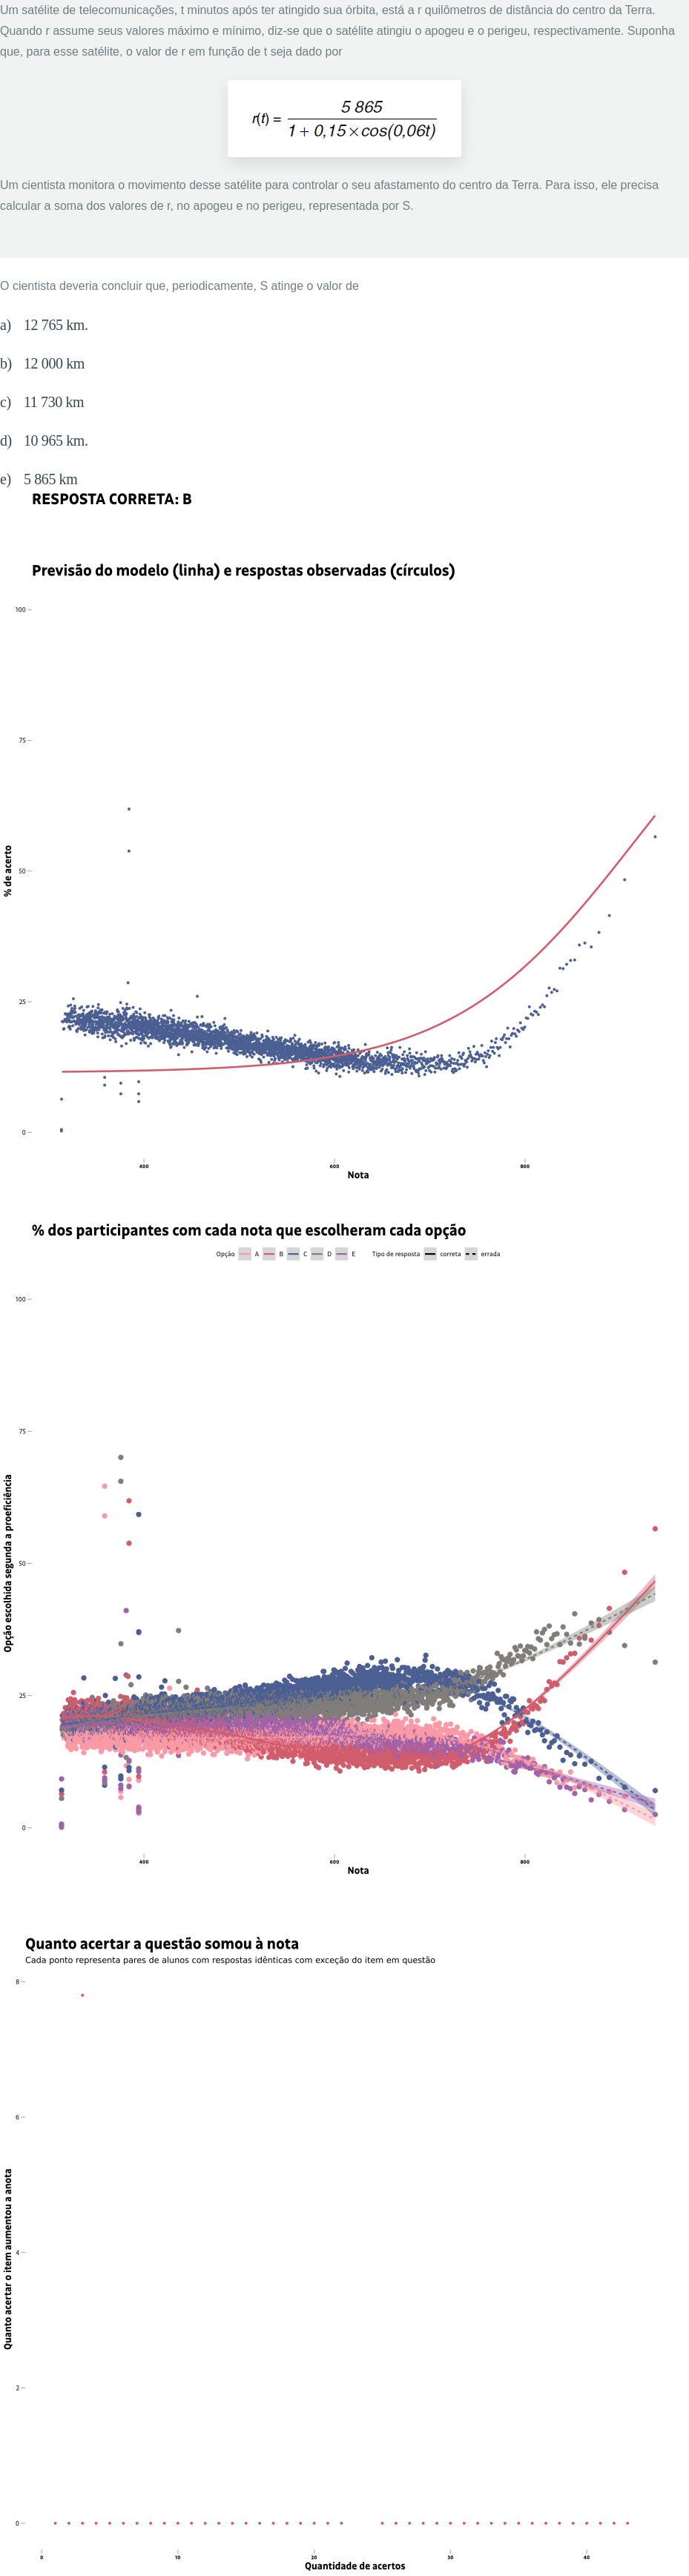 Um satélite de telecomunicações, t minutos após ter atingido sua órbita, está a r quilômetros de distância do centro da Terra.
Quando r assume seus valores máximo e mínimo, diz-se que o satélite atingiu o apogeu e o perigeu, respectivamente. Suponha
que, para esse satélite, o valor de r em função de t seja dado por
r(t) = 5 865 / 1 + 0,15 × cos(0,06t)
Um cientista monitora o movimento desse satélite para controlar o seu afastamento do centro da Terra. Para isso, ele precisa
calcular a soma dos valores de r, no apogeu e no perigeu, representada por S.
O cientista deveria concluir que, periodicamente, S atinge o valor de
a) 12 765 km.
b) 12 000 km
c) 11 730 km
d) 10 965 km.
e) 5 865 km
RESPOSTA CORRETA: B
Previsão do modelo (linha) e respostas observadas (círculos)
100
75
% de acerto
50
25
0
400 600 800
Nota
% dos participantes com cada nota que escolheram cada opção
Opção A B C D E Tipo de resposta correta errada
100
75
Opção escolhida segunda a proeficiência
50
25
0
400 600 800
Nota
Quanto acertar a questão somou à nota
Cada ponto representa pares de alunos com respostas idênticas com exceção do item em questão
8
6
Quanto acertar o item aumentou a anota
4
2
0
0 10 20 30 40
Quantidade de acertos